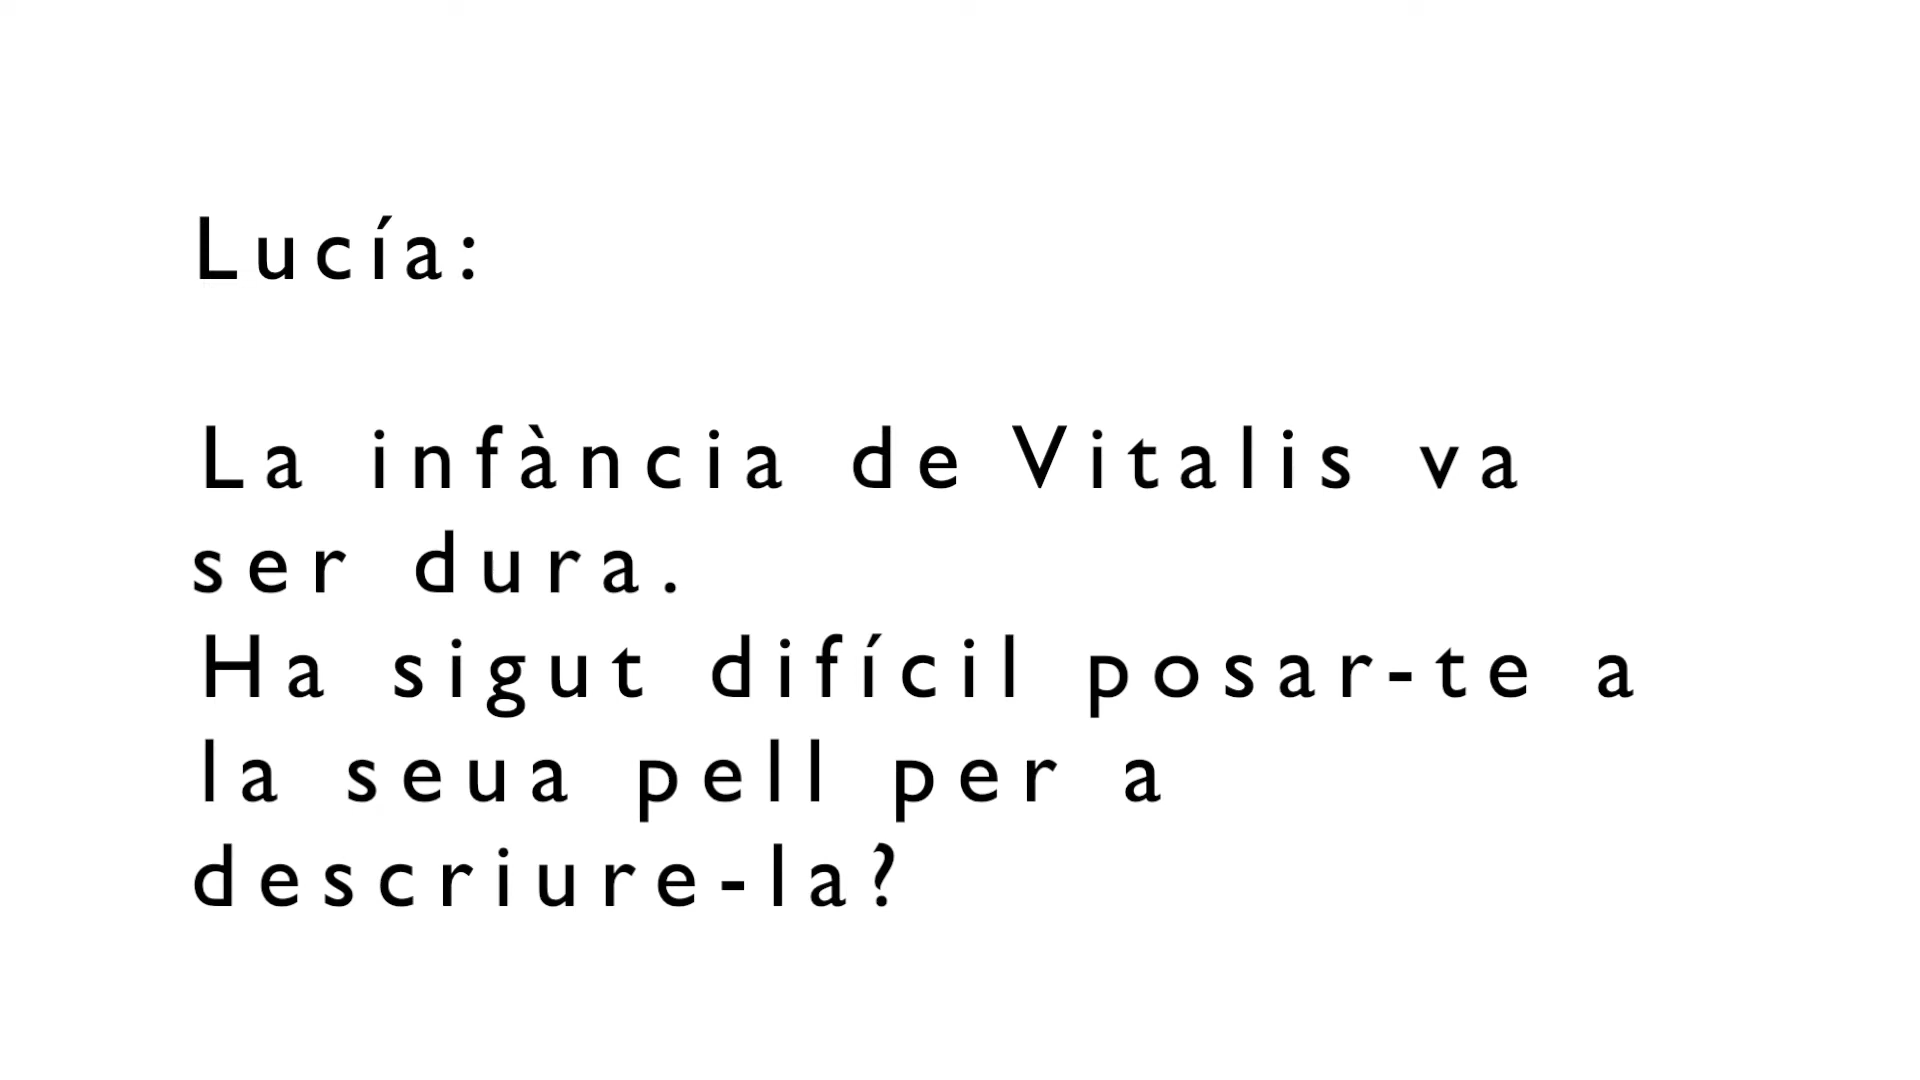 Lucía:
La infància de Vitalis va
ser dura.
Ha sigut difícil posar-te a
la seua pell per a
descriure-la?